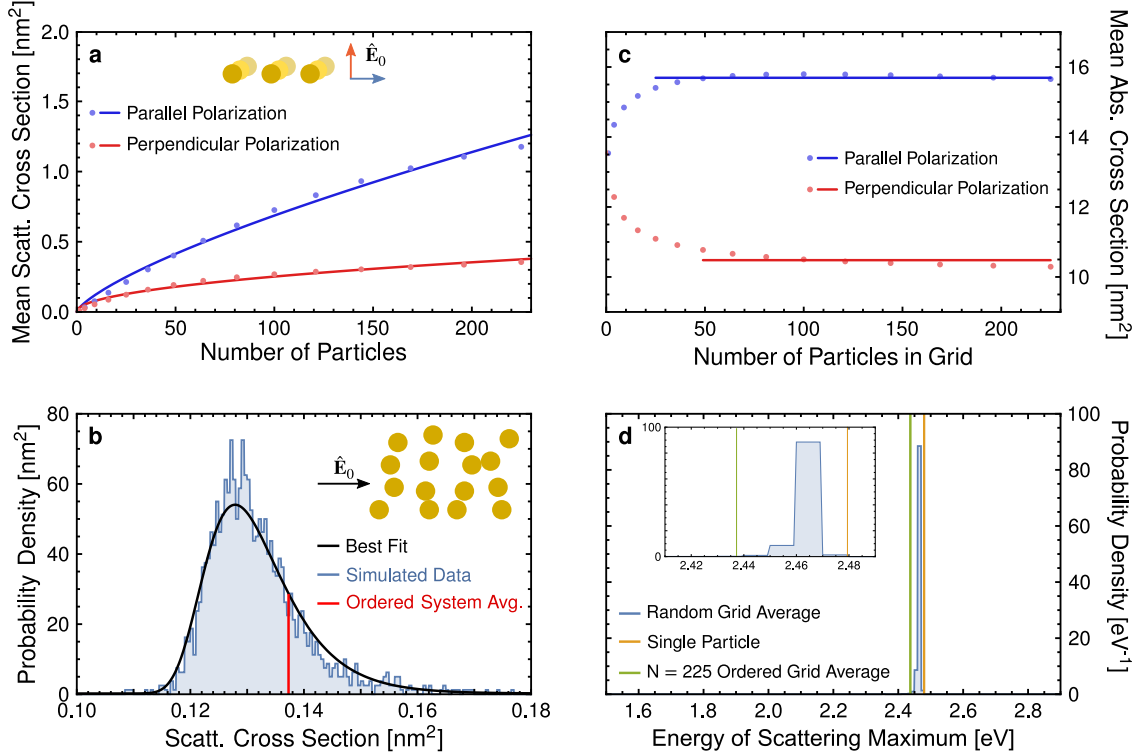 a
Mean Scatt. Cross Section [nm²]
2.0
1.5
1.0
0.5
0.0
Ê₀
Parallel Polarization
Perpendicular Polarization
0 50 100 150 200
Number of Particles
c
Mean Abs. Cross Section [nm²]
16
14
12
10
Parallel Polarization
Perpendicular Polarization
0 50 100 150 200
Number of Particles in Grid
b
Probability Density [nm²]
80
60
40
20
0
Ê₀
Best Fit
Simulated Data
Ordered System Avg.
0.10 0.12 0.14 0.16 0.18
Scatt. Cross Section [nm²]
d
Probability Density [eV⁻¹]
100
80
60
40
20
0
100
0
2.42 2.44 2.46 2.48
Random Grid Average
Single Particle
N = 225 Ordered Grid Average
1.6 1.8 2.0 2.2 2.4 2.6 2.8
Energy of Scattering Maximum [eV]